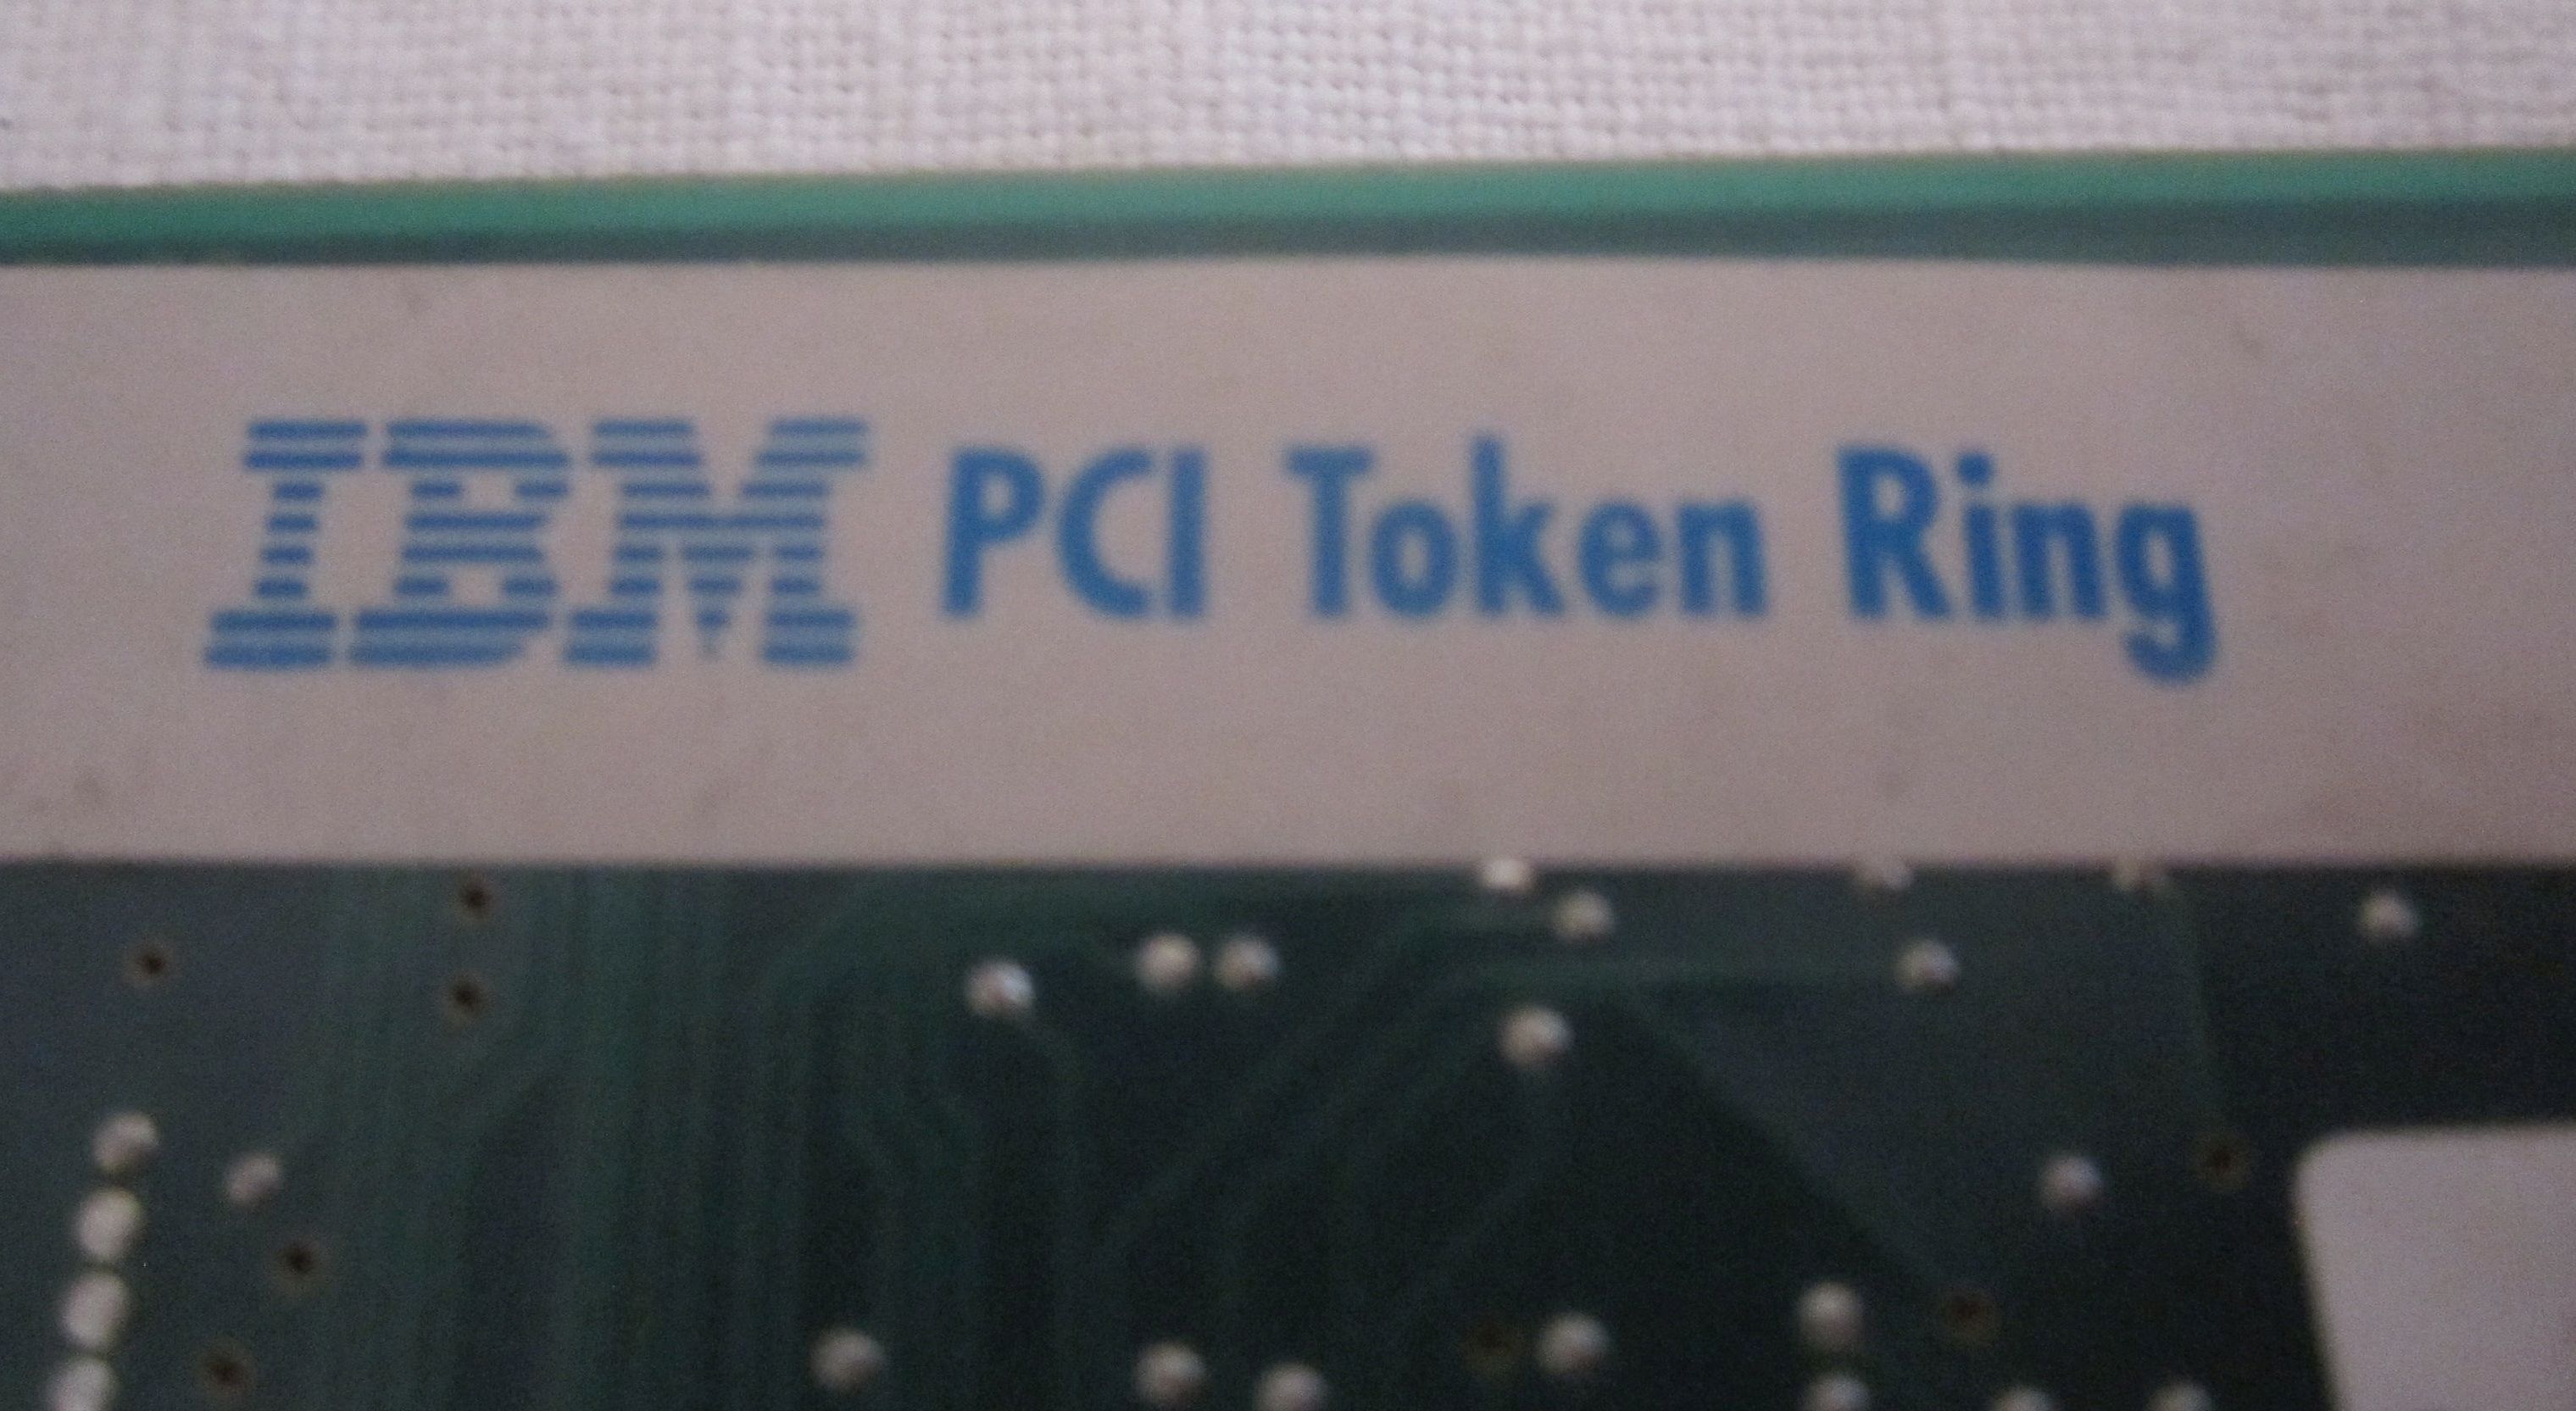 IBM PCI Token Ring